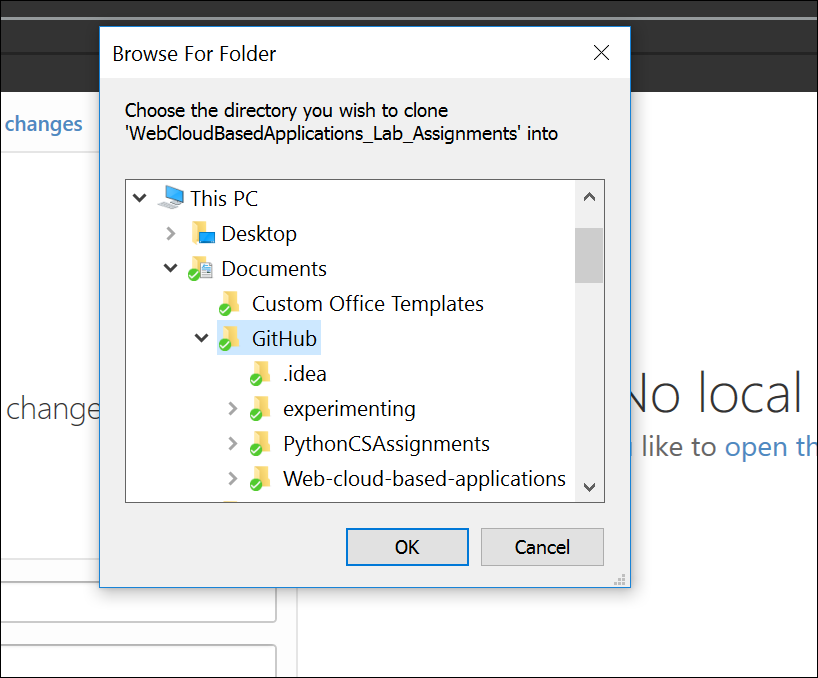 Browse For Folder
Choose the directory you wish to clone
'WebCloudBasedApplications_Lab_Assignments' into
changes
This PC
Desktop
Documents
Custom Office Templates
GitHub
.idea
experimenting
PythonCSAssignments
Web-cloud-based-applications
change
No local
like to open th
OK
Cancel